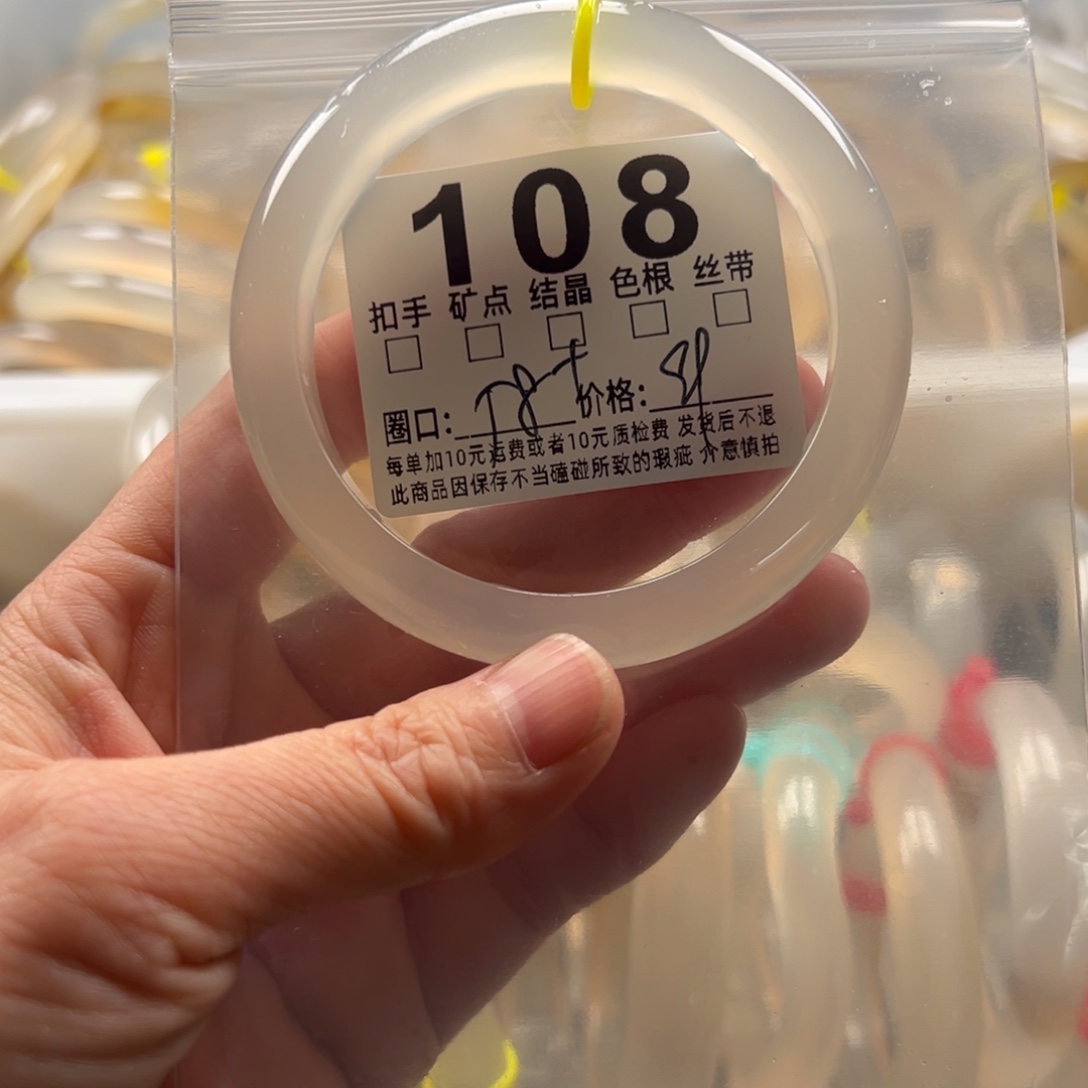 108
扣手 矿点 结晶 色根 丝带
圈口: 价格:
每单加10元运费或者10元质检费 发货后不退
此商品因保存不当磕碰所致的瑕疵 介意慎拍